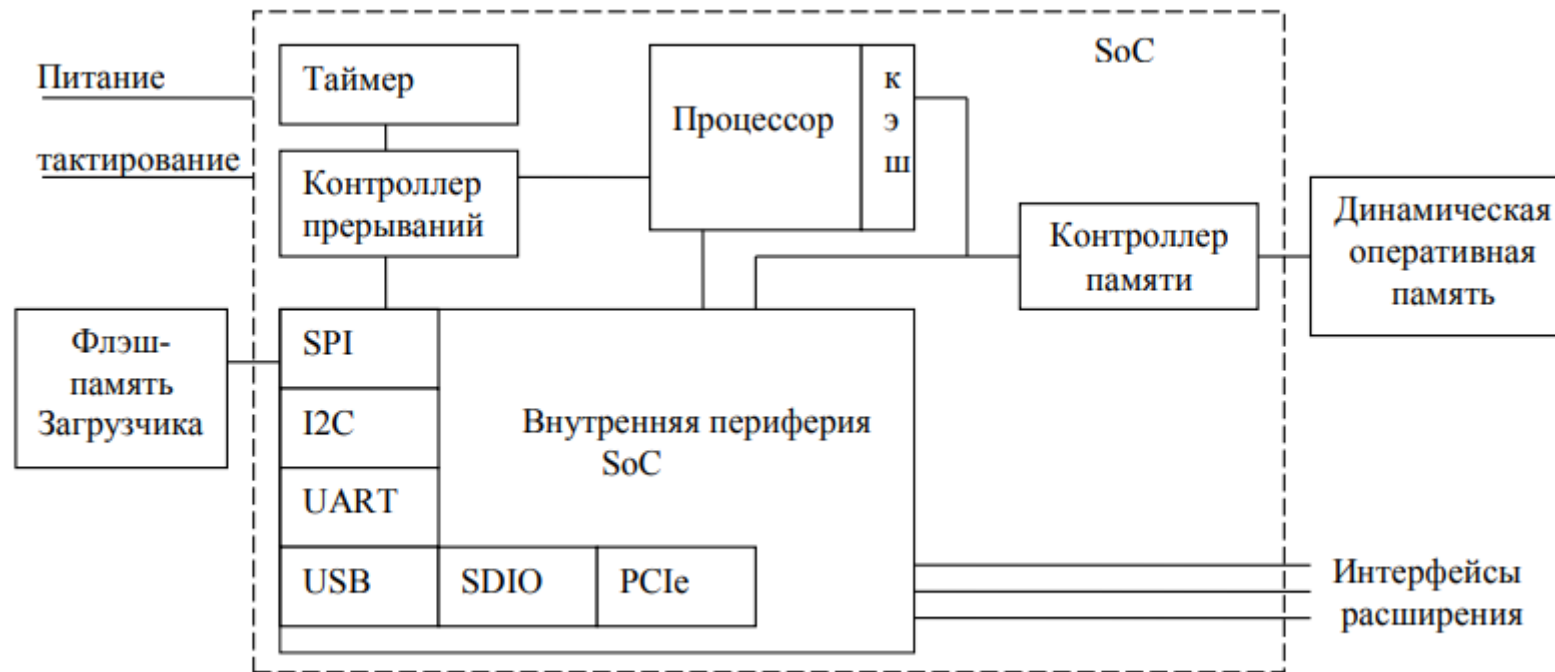 SoC
Питание
Таймер
Процессор
к
э
ш
тактирование
Контроллер
прерываний
Контроллер
памяти
Динамическая
оперативная
память
Флэш-
память
Загрузчика
SPI
I2C
UART
USB
SDIO
PCIe
Внутренняя периферия
SoC
Интерфейсы
расширения